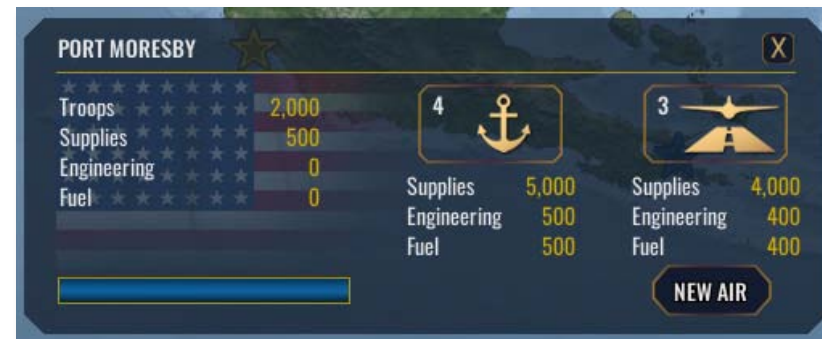 PORT MORESBY
X
Troops 2,000
Supplies 500
Engineering 0
Fuel 0
4
Supplies 5,000
Engineering 500
Fuel 500
3
Supplies 4,000
Engineering 400
Fuel 400
NEW AIR